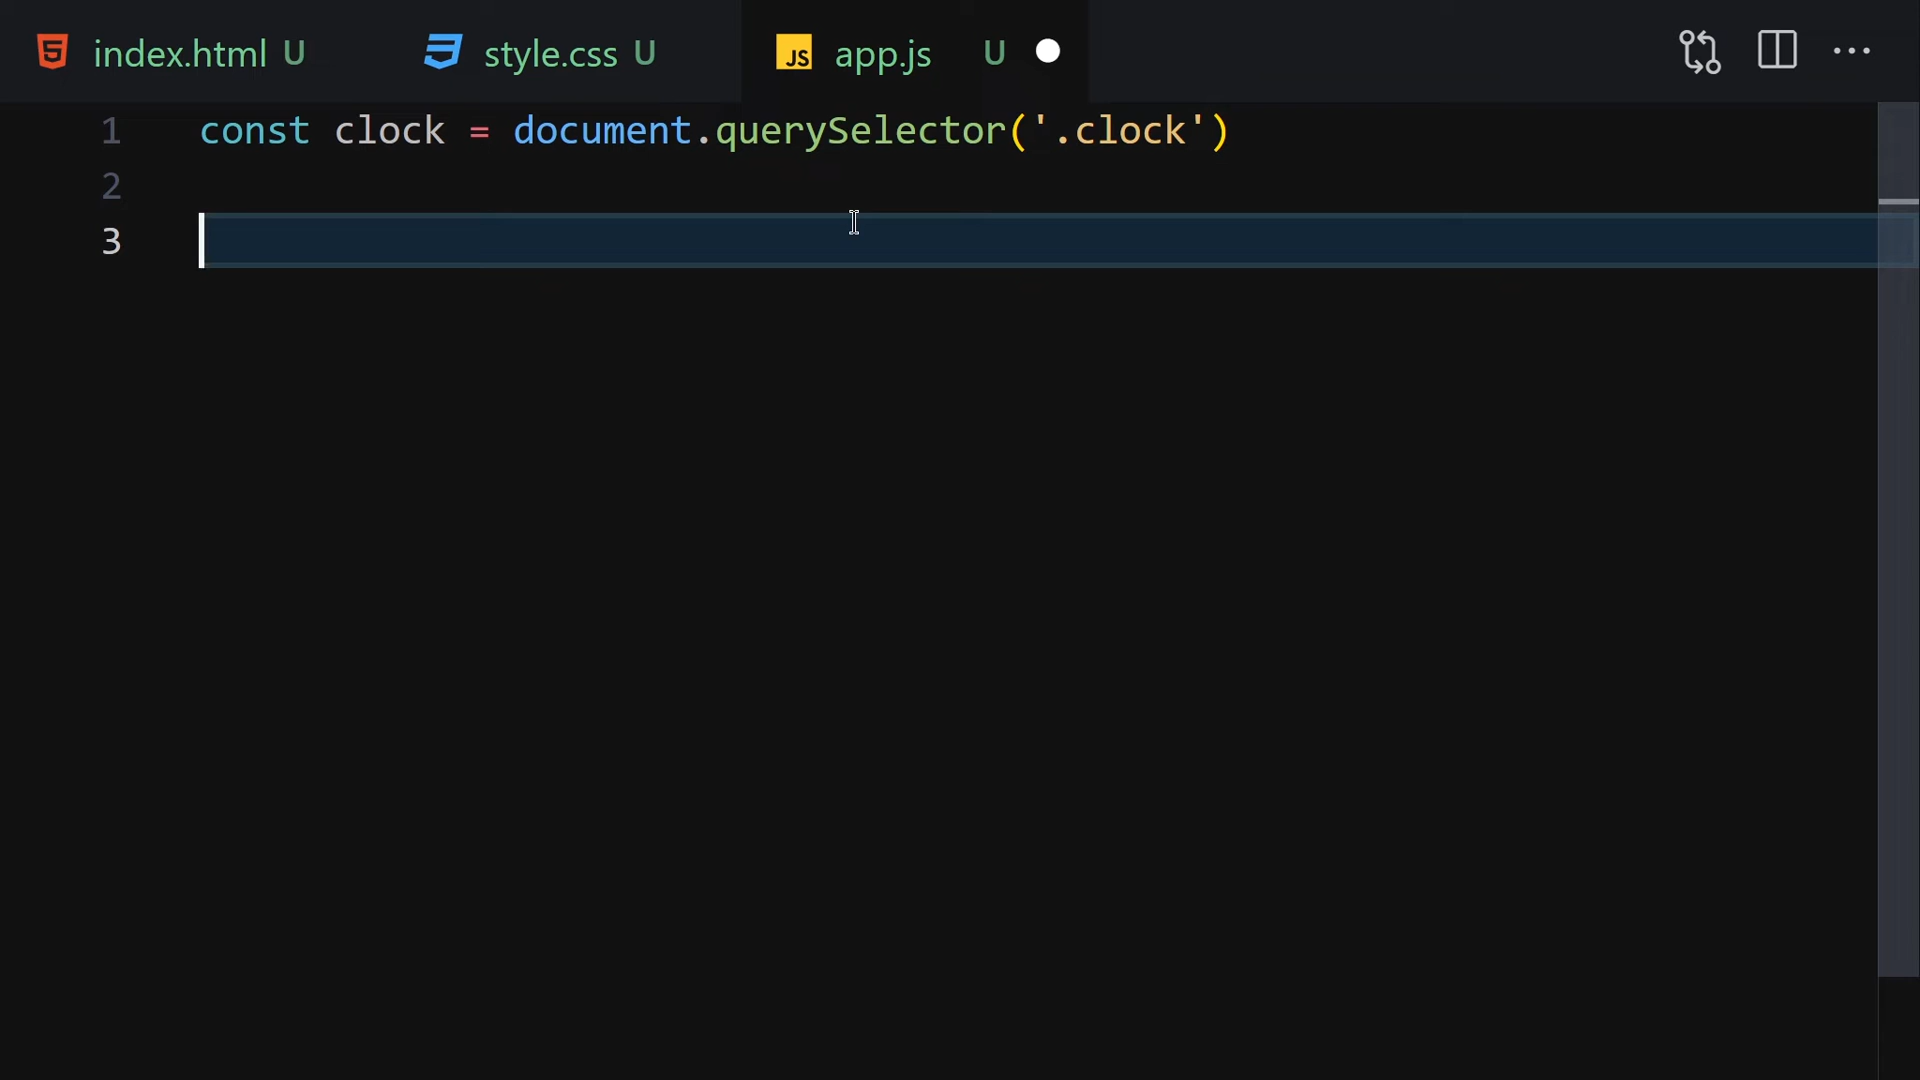 index.html U style.css U JS app.js U
1 const clock = document.querySelector('.clock')
2
3